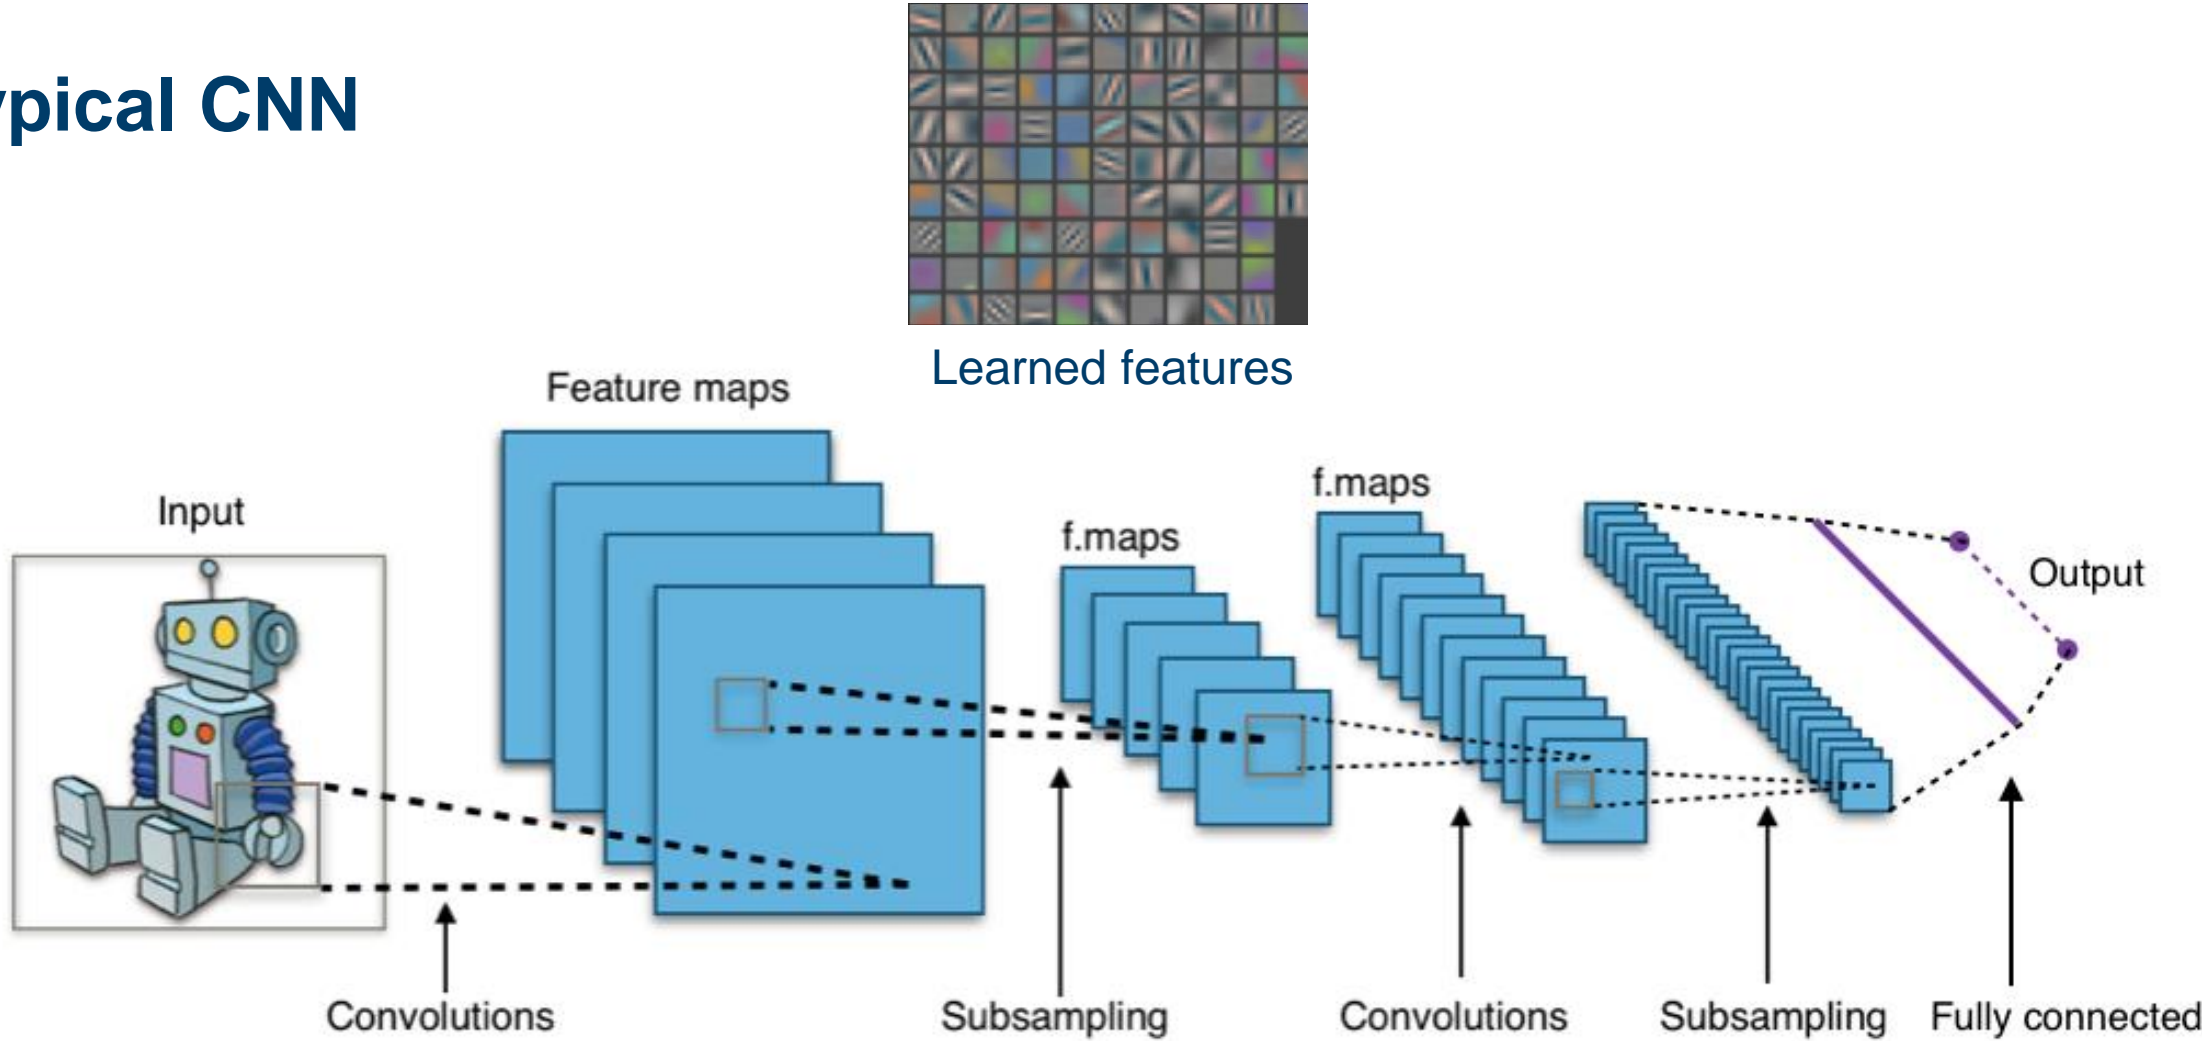 ypical CNN
Learned features
Feature maps
f.maps
Input
f.maps
Output
Convolutions
Subsampling
Convolutions
Subsampling
Fully connected